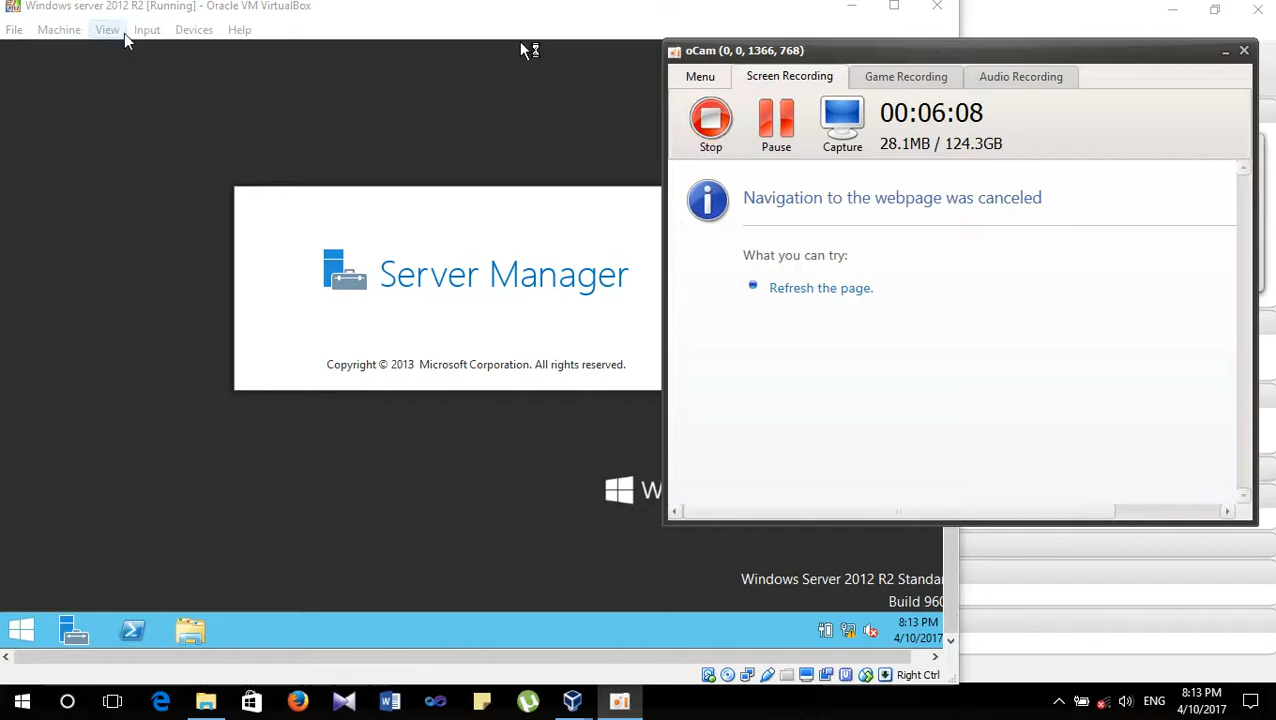 Windows server 2012 R2 [Running] - Oracle VM VirtualBox
File Machine View Input Devices Help
oCam (0, 0, 1366, 768)
Menu Screen Recording Game Recording Audio Recording
Stop Pause Capture
00:06:08
28.1MB / 124.3GB
Navigation to the webpage was canceled
What you can try:
Refresh the page.
Server Manager
Copyright © 2013 Microsoft Corporation. All rights reserved.
W
Windows Server 2012 R2 Standa
Build 960
8:13 PM
4/10/2017
Right Ctrl
ENG
8:13 PM
4/10/2017